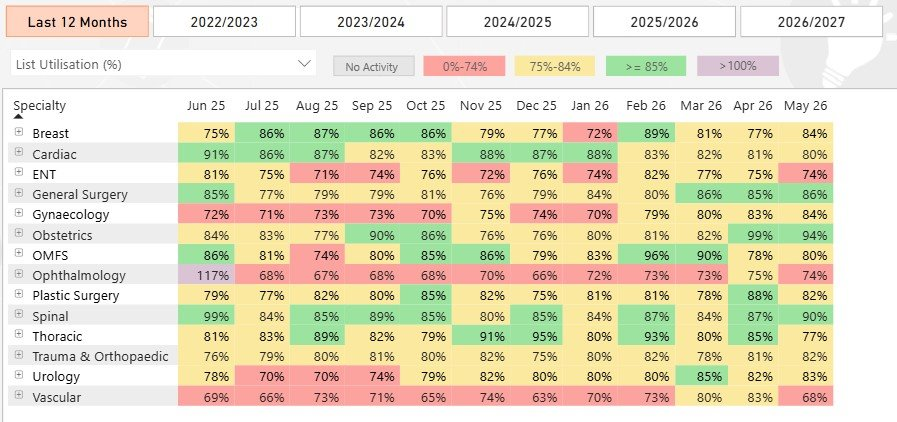 Last 12 Months 2022/2023 2023/2024 2024/2025 2025/2026 2026/2027
List Utilisation (%) No Activity 0%-74% 75%-84% >= 85% >100%
Specialty Jun 25 Jul 25 Aug 25 Sep 25 Oct 25 Nov 25 Dec 25 Jan 26 Feb 26 Mar 26 Apr 26 May 26
Breast 75% 86% 87% 86% 86% 79% 77% 72% 89% 81% 77% 84%
Cardiac 91% 86% 87% 82% 83% 88% 87% 88% 83% 82% 81% 80%
ENT 81% 75% 71% 74% 76% 72% 76% 74% 82% 77% 75% 74%
General Surgery 85% 77% 79% 79% 81% 76% 79% 84% 80% 86% 85% 86%
Gynaecology 72% 71% 73% 73% 70% 75% 74% 70% 79% 80% 83% 84%
Obstetrics 84% 83% 77% 90% 86% 76% 76% 80% 81% 82% 99% 94%
OMFS 86% 81% 74% 80% 85% 86% 79% 83% 96% 90% 78% 80%
Ophthalmology 117% 68% 67% 68% 68% 70% 66% 72% 73% 73% 75% 74%
Plastic Surgery 79% 77% 82% 80% 85% 82% 75% 81% 81% 78% 88% 82%
Spinal 99% 84% 85% 89% 85% 80% 85% 84% 87% 84% 87% 90%
Thoracic 81% 83% 89% 82% 79% 91% 95% 80% 93% 80% 85% 77%
Trauma & Orthopaedic 76% 79% 80% 81% 80% 82% 75% 80% 82% 78% 81% 82%
Urology 78% 70% 70% 74% 79% 82% 80% 80% 80% 85% 82% 83%
Vascular 69% 66% 73% 71% 65% 74% 63% 70% 73% 80% 83% 68%